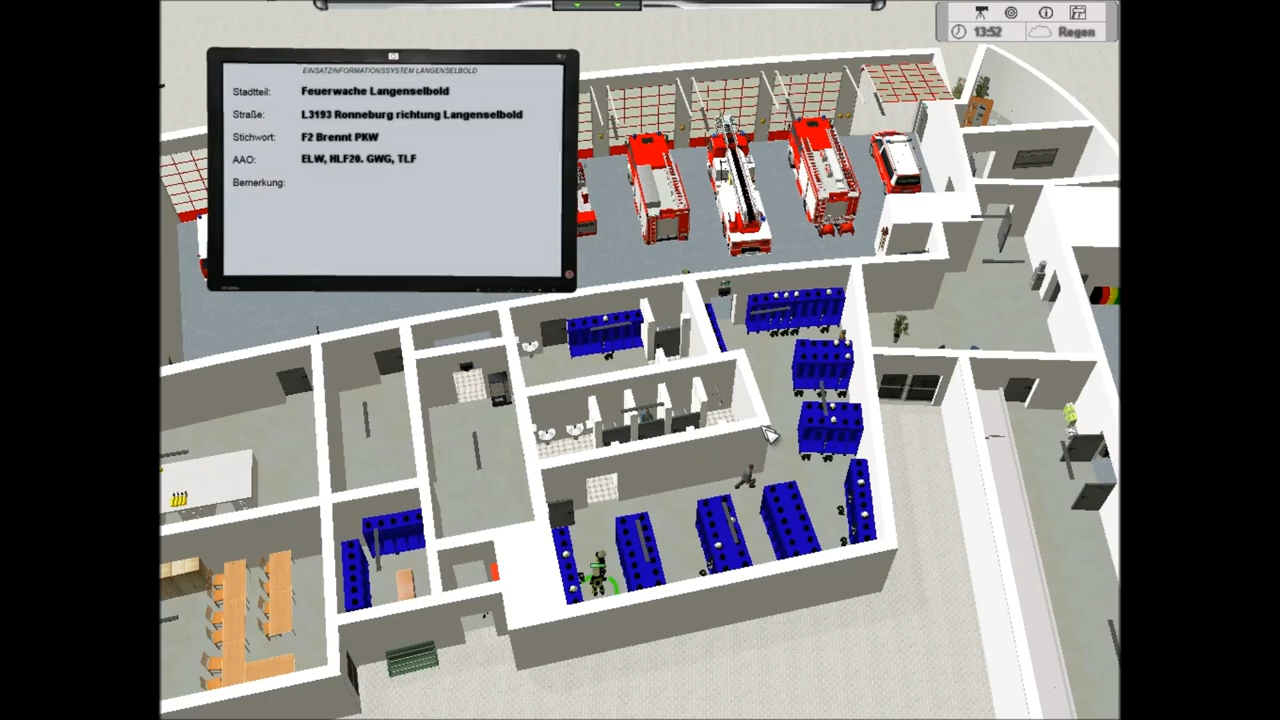 13:52
Regen
EINSATZINFORMATIONSSYSTEM LANGENSELBOLD
Stadtteil: Feuerwache Langenselbold
Straße: L3193 Ronneburg richtung Langenselbold
Stichwort: F2 Brennt PKW
AAO: ELW, HLF20. GWG, TLF
Bemerkung: